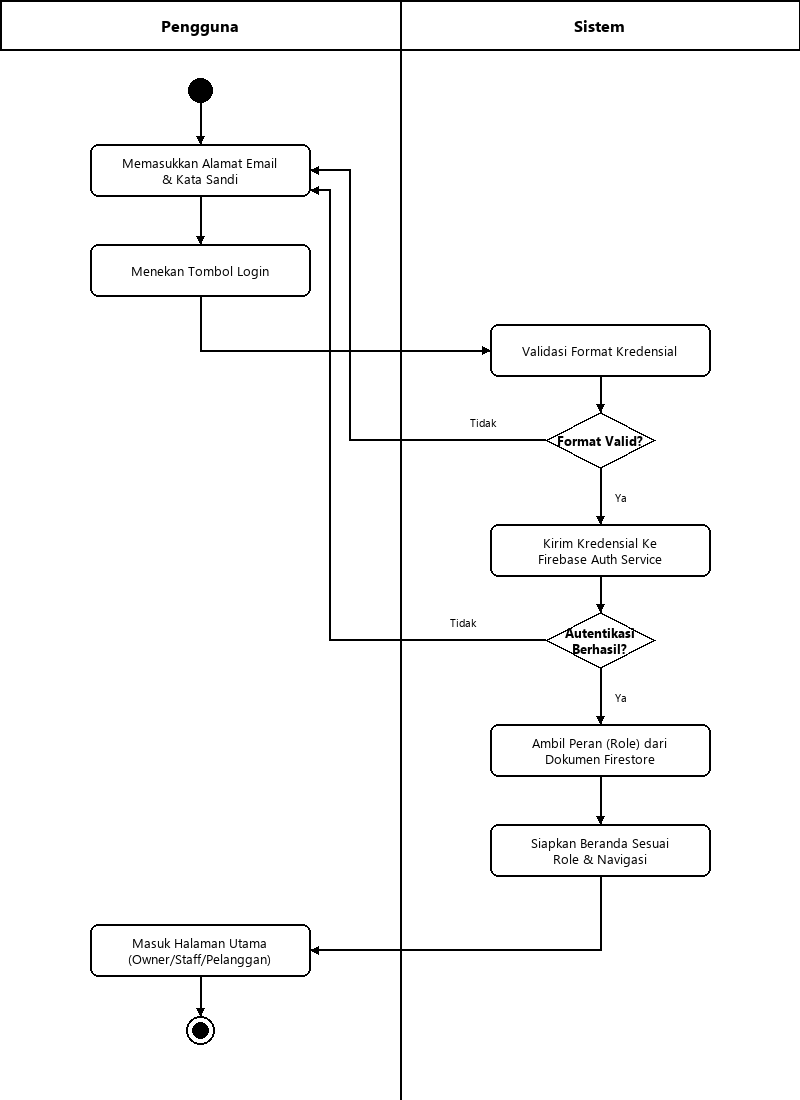 Pengguna
Sistem
Memasukkan Alamat Email
& Kata Sandi
Menekan Tombol Login
Validasi Format Kredensial
Tidak
Format Valid?
Ya
Kirim Kredensial Ke
Firebase Auth Service
Tidak
Autentikasi
Berhasil?
Ya
Ambil Peran (Role) dari
Dokumen Firestore
Siapkan Beranda Sesuai
Role & Navigasi
Masuk Halaman Utama
(Owner/Staff/Pelanggan)